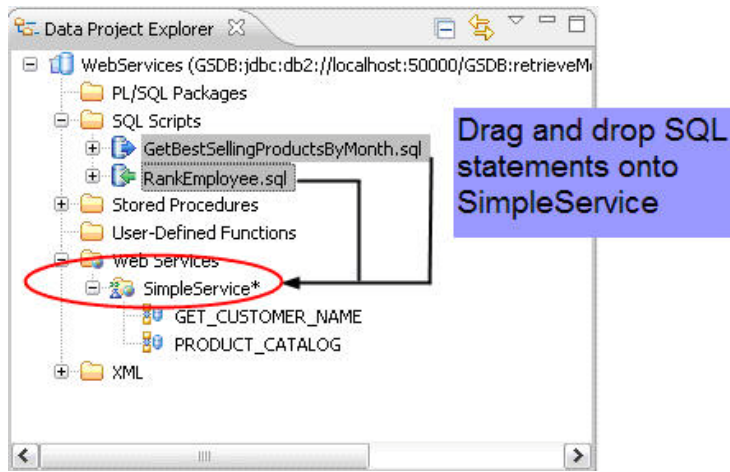 Data Project Explorer
WebServices (GSDB:jdbc:db2://localhost:50000/GSDB:retrieveM
PL/SQL Packages
SQL Scripts
GetBestSellingProductsByMonth.sql
RankEmployee.sql
Stored Procedures
User-Defined Functions
Web Services
SimpleService*
GET_CUSTOMER_NAME
PRODUCT_CATALOG
XML
Drag and drop SQL
statements onto
SimpleService